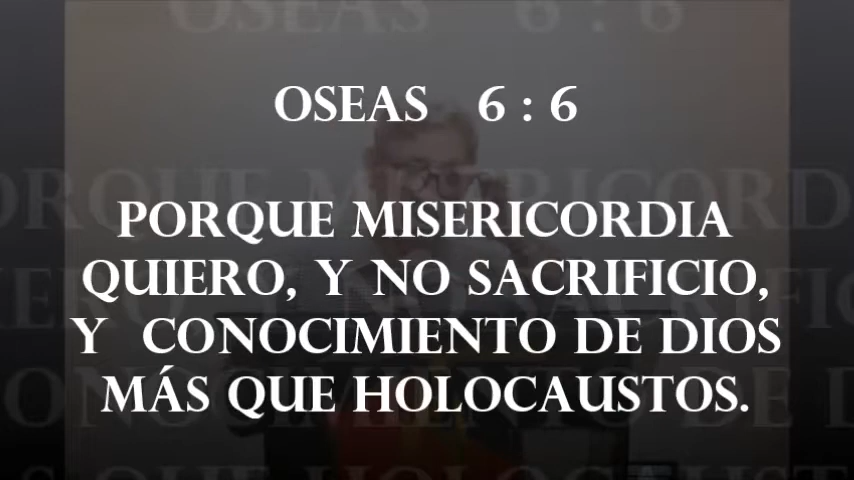 OSEAS 6 : 6
PORQUE MISERICORDIA
QUIERO, Y NO SACRIFICIO,
Y CONOCIMIENTO DE DIOS
MÁS QUE HOLOCAUSTOS.